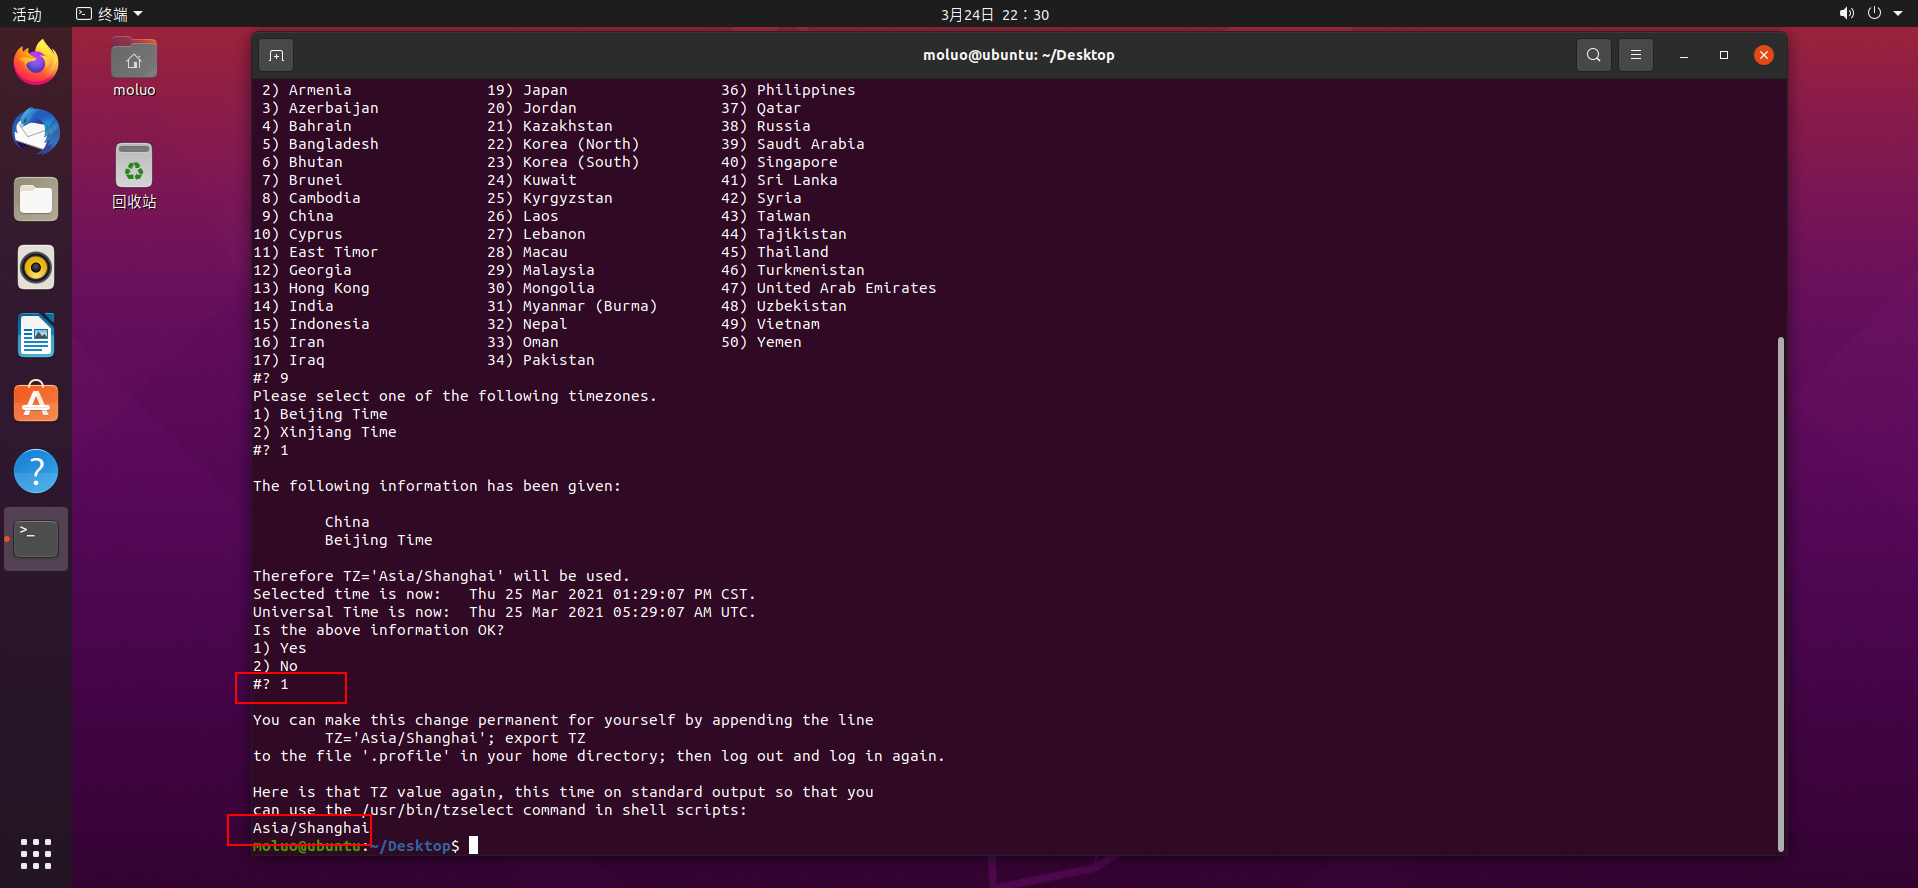 活动 终端 3月24日 22：30
moluo@ubuntu: ~/Desktop
moluo
回收站
2) Armenia 19) Japan 36) Philippines
3) Azerbaijan 20) Jordan 37) Qatar
4) Bahrain 21) Kazakhstan 38) Russia
5) Bangladesh 22) Korea (North) 39) Saudi Arabia
6) Bhutan 23) Korea (South) 40) Singapore
7) Brunei 24) Kuwait 41) Sri Lanka
8) Cambodia 25) Kyrgyzstan 42) Syria
9) China 26) Laos 43) Taiwan
10) Cyprus 27) Lebanon 44) Tajikistan
11) East Timor 28) Macau 45) Thailand
12) Georgia 29) Malaysia 46) Turkmenistan
13) Hong Kong 30) Mongolia 47) United Arab Emirates
14) India 31) Myanmar (Burma) 48) Uzbekistan
15) Indonesia 32) Nepal 49) Vietnam
16) Iran 33) Oman 50) Yemen
17) Iraq 34) Pakistan
#? 9
Please select one of the following timezones.
1) Beijing Time
2) Xinjiang Time
#? 1
The following information has been given:
China
Beijing Time
Therefore TZ='Asia/Shanghai' will be used.
Selected time is now: Thu 25 Mar 2021 01:29:07 PM CST.
Universal Time is now: Thu 25 Mar 2021 05:29:07 AM UTC.
Is the above information OK?
1) Yes
2) No
#? 1
You can make this change permanent for yourself by appending the line
TZ='Asia/Shanghai'; export TZ
to the file '.profile' in your home directory; then log out and log in again.
Here is that TZ value again, this time on standard output so that you
can use the /usr/bin/tzselect command in shell scripts:
Asia/Shanghai
moluo@ubuntu:~/Desktop$